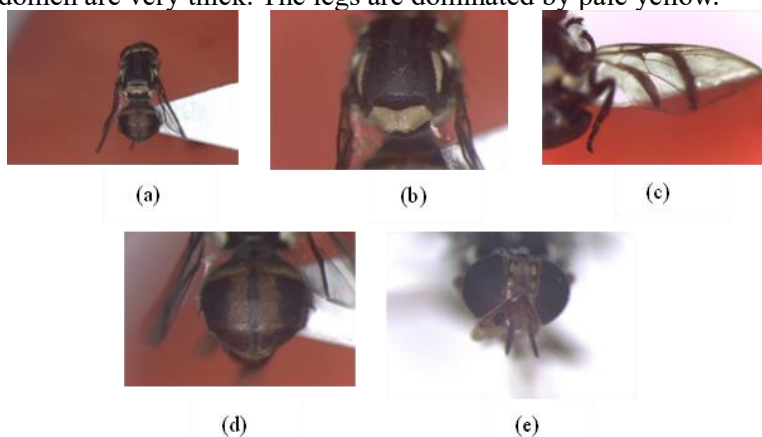 domen are very thick. The legs are dominated by pale yellow.
(a) (b) (c)
(d) (e)